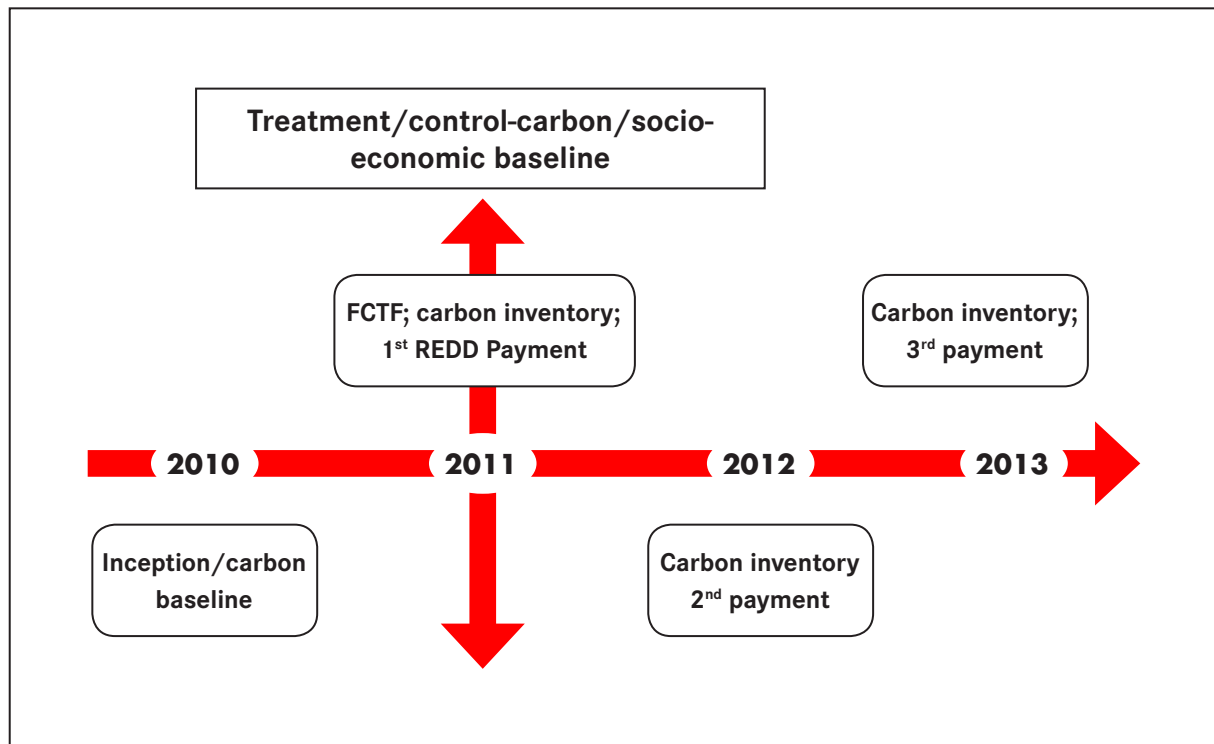 Treatment/control-carbon/socio-
economic baseline
FCTF; carbon inventory;
1st REDD Payment
Carbon inventory;
3rd payment
2010
2011
2012
2013
Inception/carbon
baseline
Carbon inventory
2nd payment